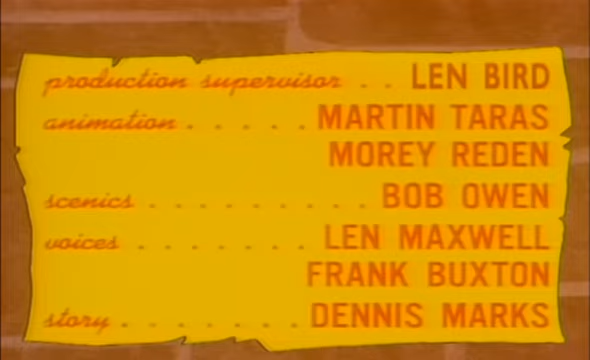 production supervisor . . LEN BIRD
animation . . . . . MARTIN TARAS
MOREY REDEN
scenics . . . . . . . . . BOB OWEN
voices . . . . . . . LEN MAXWELL
FRANK BUXTON
story . . . . . . . DENNIS MARKS